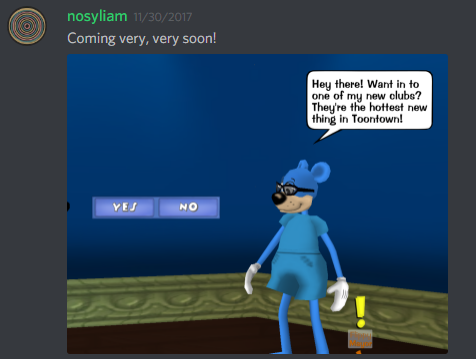 nosyliam 11/30/2017
Coming very, very soon!
Hey there! Want in to
one of my new clubs?
They're the hottest new
thing in Toontown!
YES NO
!